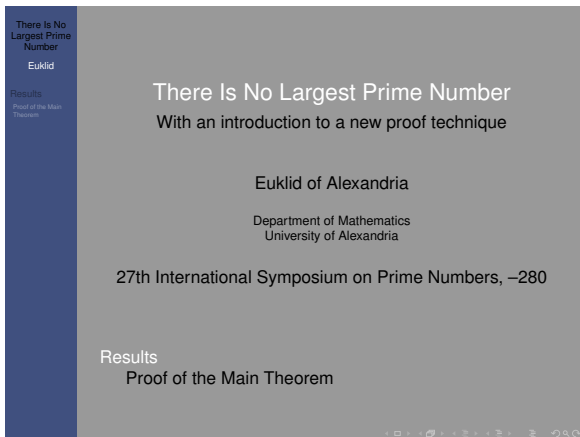 There Is No
Largest Prime
Number
Euklid
Results
Proof of the Main
Theorem
There Is No Largest Prime Number
With an introduction to a new proof technique
Euklid of Alexandria
Department of Mathematics
University of Alexandria
27th International Symposium on Prime Numbers, –280
Results
Proof of the Main Theorem